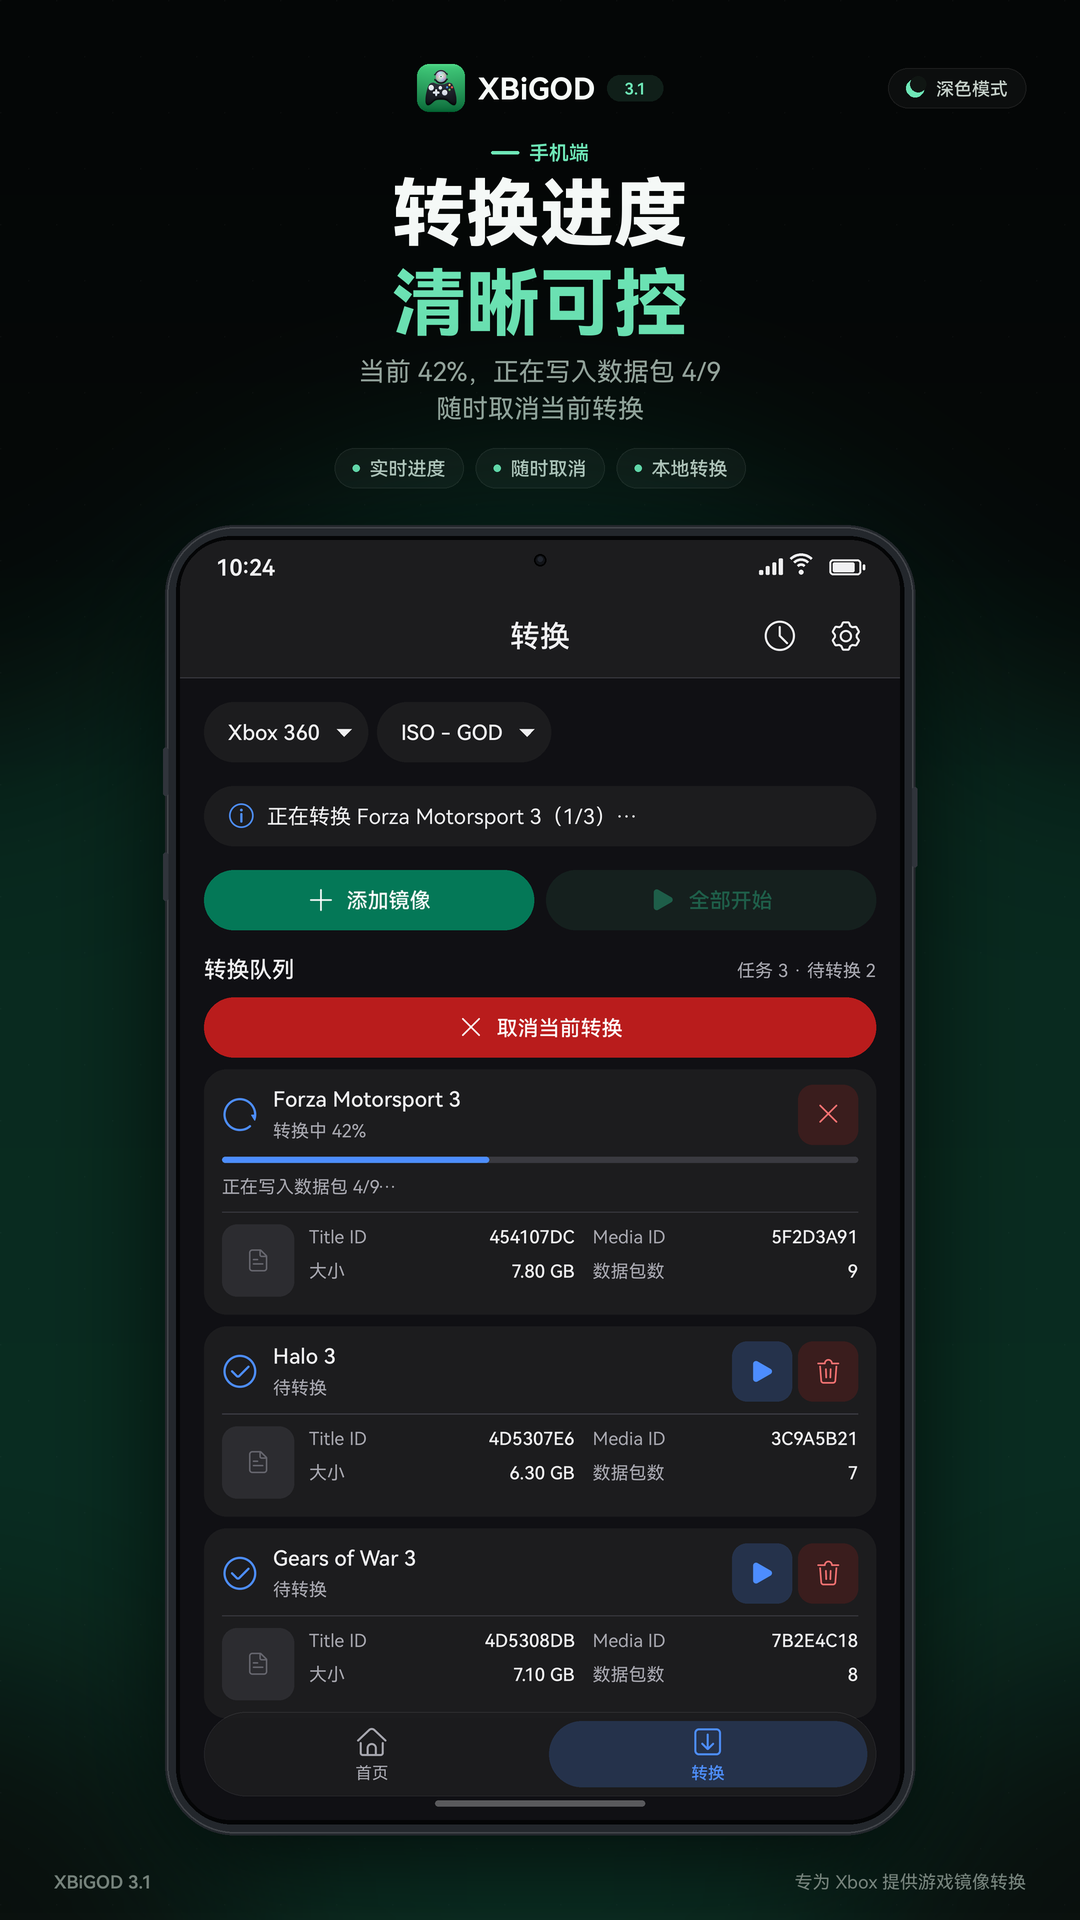 XBiGOD 3.1
深色模式
手机端
转换进度
清晰可控
当前 42%，正在写入数据包 4/9
随时取消当前转换
实时进度 随时取消 本地转换
10:24
转换
Xbox 360 ISO - GOD
正在转换 Forza Motorsport 3（1/3）···
添加镜像 全部开始
转换队列 任务 3 · 待转换 2
取消当前转换
Forza Motorsport 3
转换中 42%
正在写入数据包 4/9···
Title ID 454107DC Media ID 5F2D3A91
大小 7.80 GB 数据包数 9
Halo 3
待转换
Title ID 4D5307E6 Media ID 3C9A5B21
大小 6.30 GB 数据包数 7
Gears of War 3
待转换
Title ID 4D5308DB Media ID 7B2E4C18
大小 7.10 GB 数据包数 8
首页 转换
XBiGOD 3.1 专为 Xbox 提供游戏镜像转换